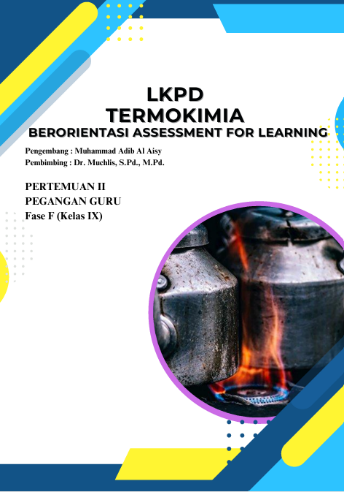 LKPD
TERMOKIMIA
BERORIENTASI ASSESSMENT FOR LEARNING
Pengembang : Muhammad Adib Al Aisy
Pembimbing : Dr. Muchlis, S.Pd., M.Pd.
PERTEMUAN II
PEGANGAN GURU
Fase F (Kelas IX)